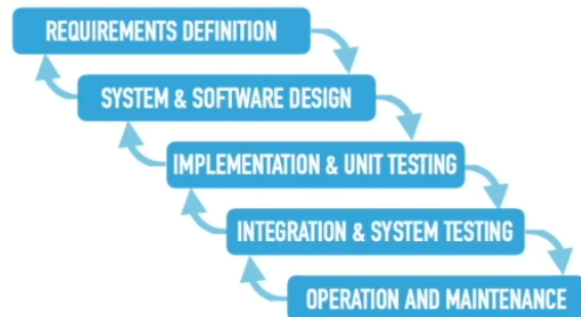 REQUIREMENTS DEFINITION
SYSTEM & SOFTWARE DESIGN
IMPLEMENTATION & UNIT TESTING
INTEGRATION & SYSTEM TESTING
OPERATION AND MAINTENANCE